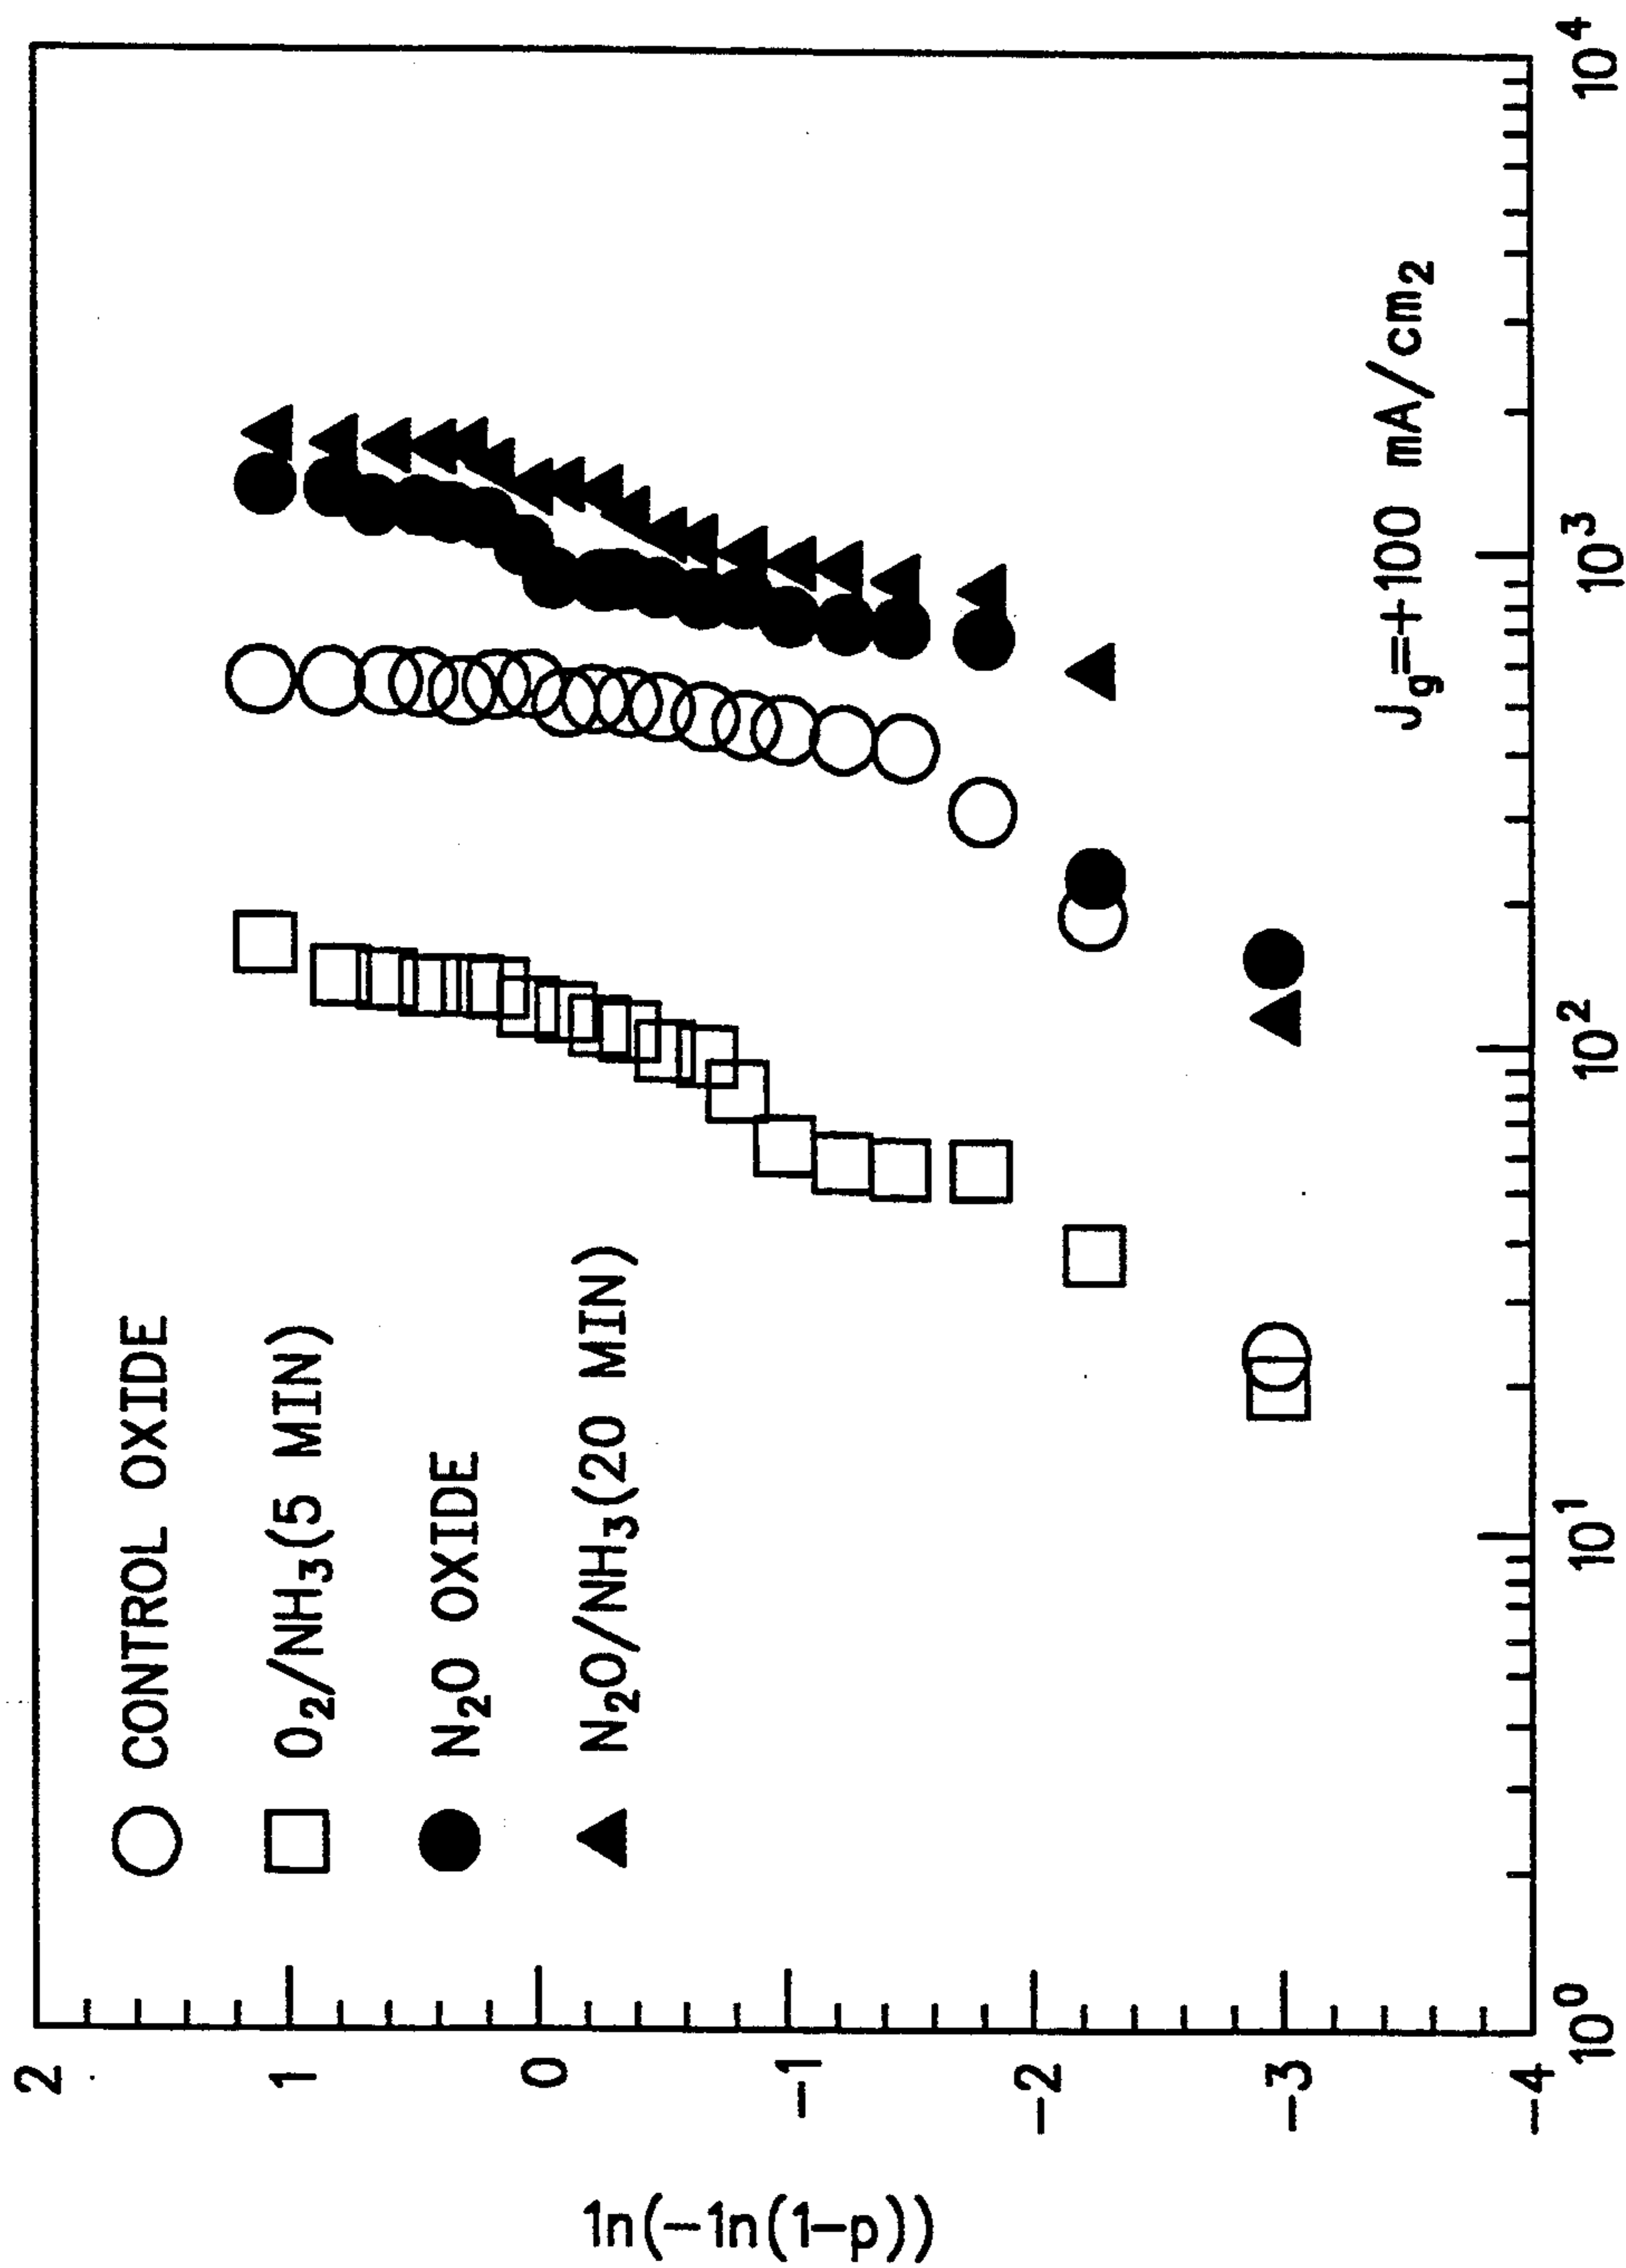 2
1
0
-1
-2
-3
-4
ln(-ln(1-p))
○ CONTROL OXIDE
□ O₂/NH₃(5 MIN)
● N₂O OXIDE
▲ N₂O/NH₃(20 MIN)
Jg=+100 mA/cm₂
10⁰
10¹
10²
10³
10⁴